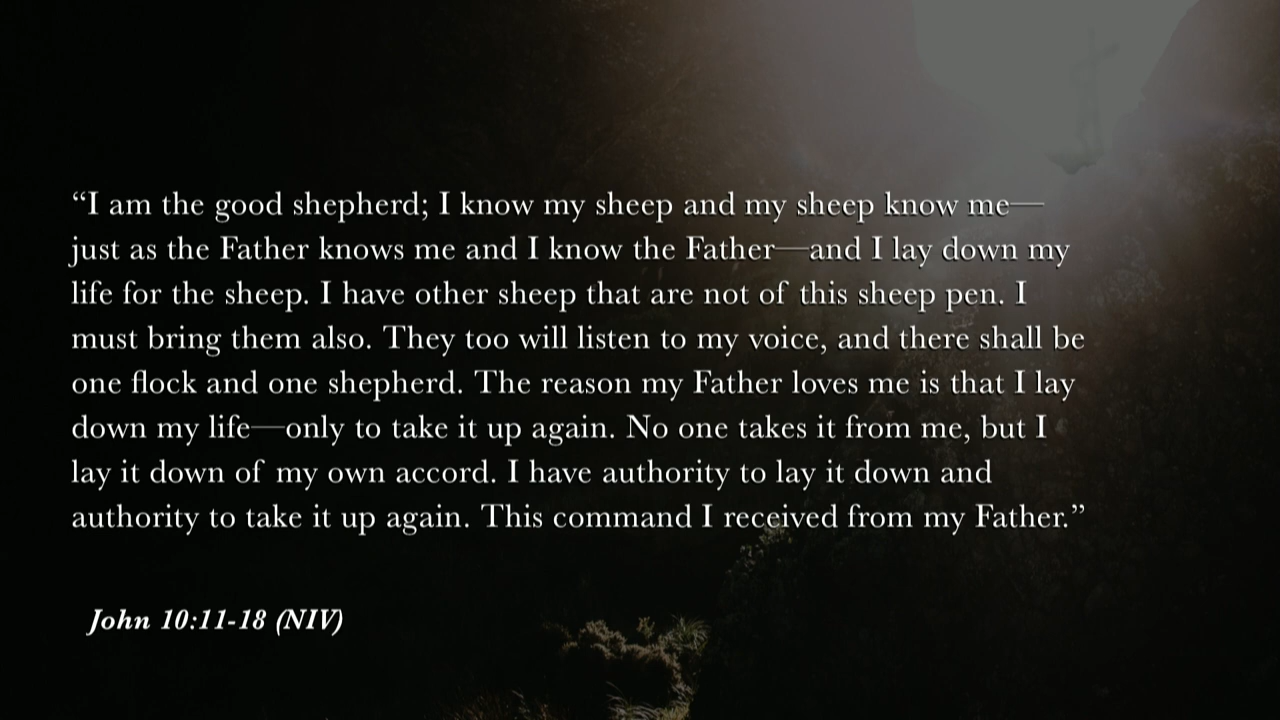 “I am the good shepherd; I know my sheep and my sheep know me—
just as the Father knows me and I know the Father—and I lay down my
life for the sheep. I have other sheep that are not of this sheep pen. I
must bring them also. They too will listen to my voice, and there shall be
one flock and one shepherd. The reason my Father loves me is that I lay
down my life—only to take it up again. No one takes it from me, but I
lay it down of my own accord. I have authority to lay it down and
authority to take it up again. This command I received from my Father.”
John 10:11-18 (NIV)